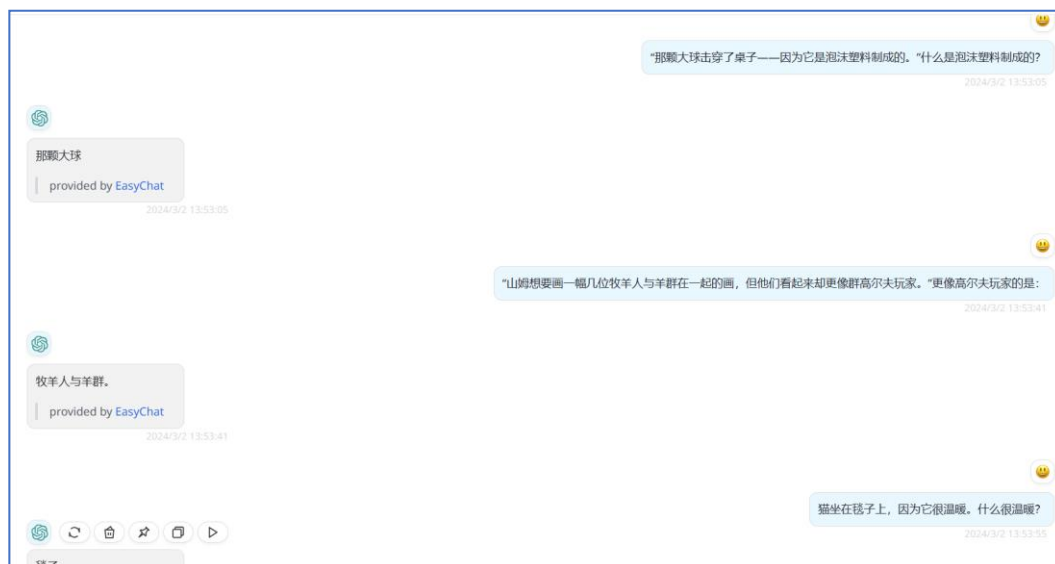 “那颗大球击穿了桌子——因为它是泡沫塑料制成的。”什么是泡沫塑料制成的?
2024/3/2 13:53:05
那颗大球
provided by EasyChat
2024/3/2 13:53:05
“山姆想要画一幅几位牧羊人与羊群在一起的画，但他们看起来却更像群高尔夫玩家。”更像高尔夫玩家的是：
2024/3/2 13:53:41
牧羊人与羊群。
provided by EasyChat
2024/3/2 13:53:41
猫坐在毯子上，因为它很温暖。什么很温暖?
2024/3/2 13:53:55